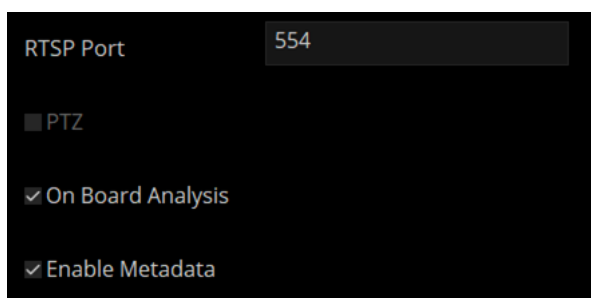 RTSP Port 554
PTZ
On Board Analysis
Enable Metadata